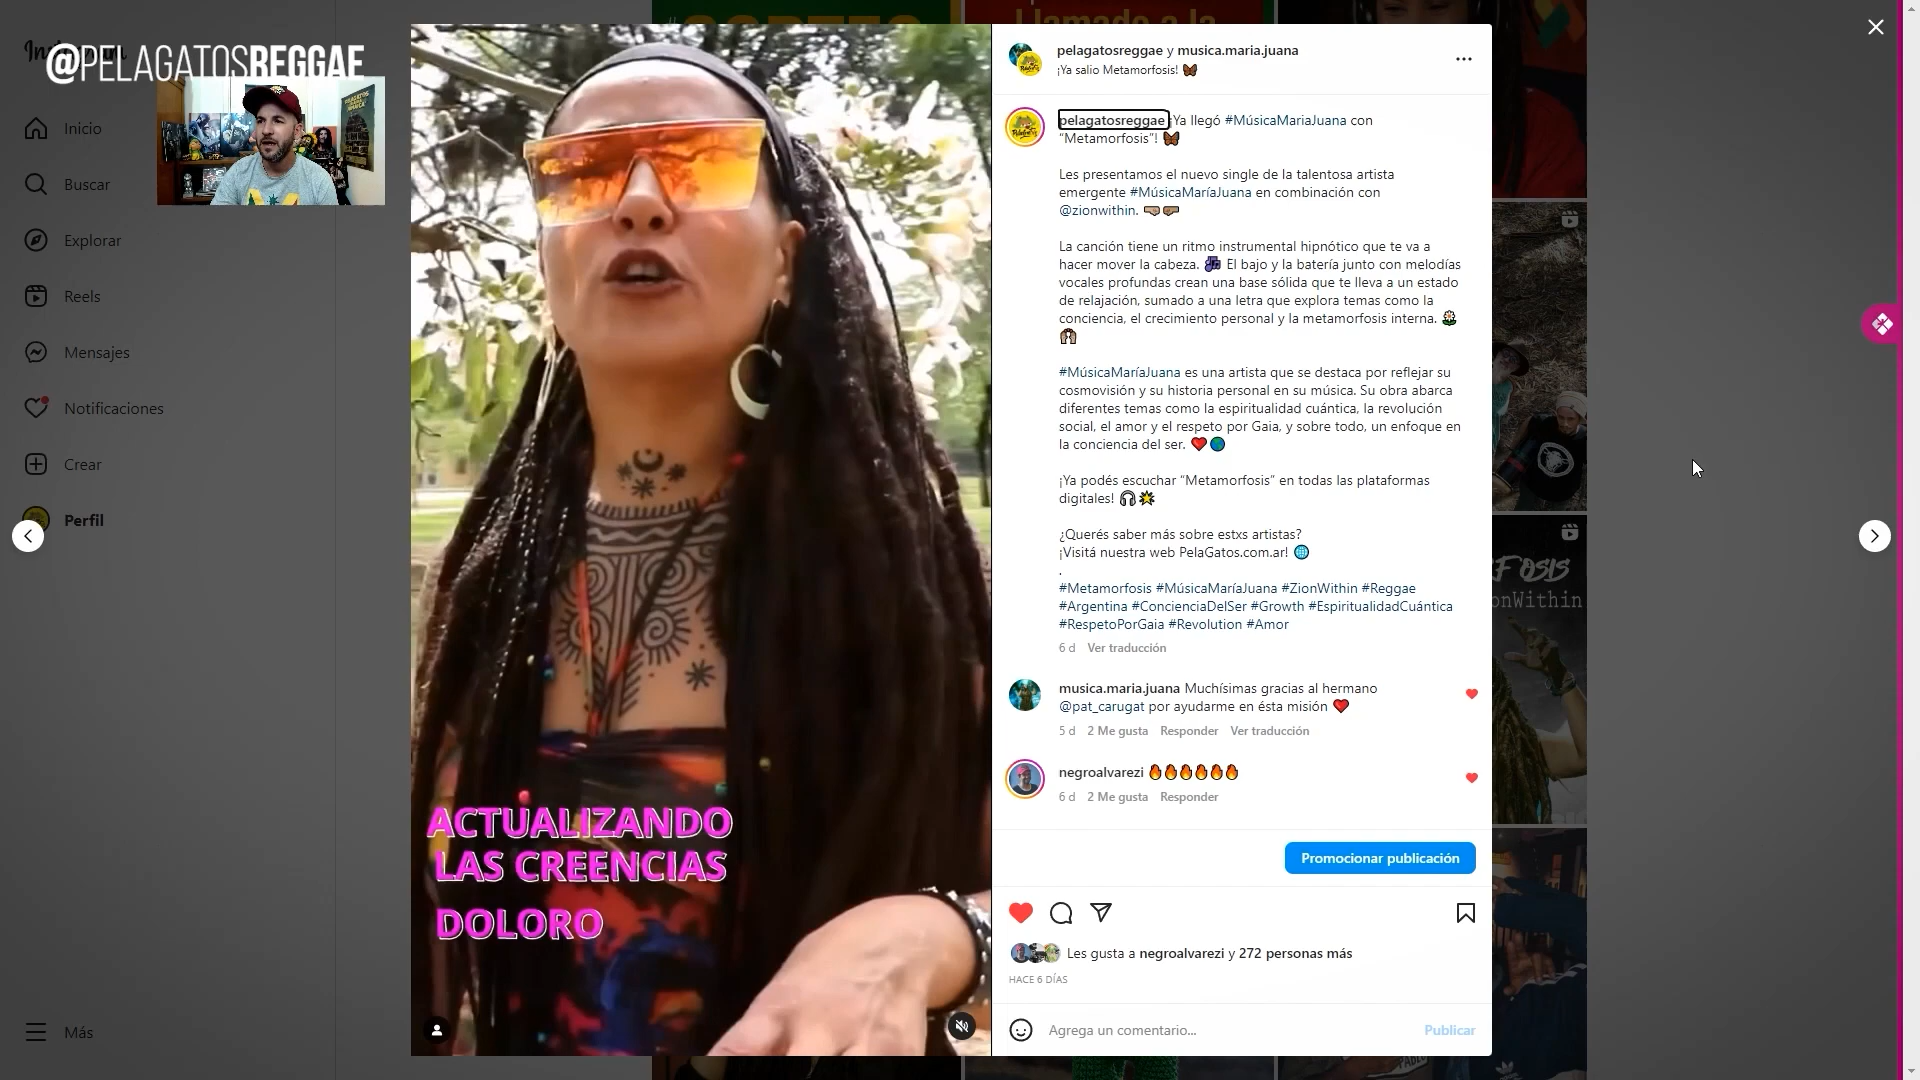 @PELAGATOSREGGAE
Inicio
Buscar
Explorar
Reels
Mensajes
Notificaciones
Crear
Perfil
Más
ACTUALIZANDO
LAS CREENCIAS
DOLORO
pelagatosreggae y musica.maria.juana
¡Ya salio Metamorfosis! 🦋
pelagatosreggae ¡Ya llegó #MúsicaMariaJuana con
“Metamorfosis”! 🦋
Les presentamos el nuevo single de la talentosa artista
emergente #MúsicaMaríaJuana en combinación con
@zionwithin. 🤜🏽🤛🏽
La canción tiene un ritmo instrumental hipnótico que te va a
hacer mover la cabeza. 🎶 El bajo y la batería junto con melodías
vocales profundas crean una base sólida que te lleva a un estado
de relajación, sumado a una letra que explora temas como la
conciencia, el crecimiento personal y la metamorfosis interna. 🌼
🙌🏽
#MúsicaMaríaJuana es una artista que se destaca por reflejar su
cosmovisión y su historia personal en su música. Su obra abarca
diferentes temas como la espiritualidad cuántica, la revolución
social, el amor y el respeto por Gaia, y sobre todo, un enfoque en
la conciencia del ser. ❤️🌎
¡Ya podés escuchar “Metamorfosis” en todas las plataformas
digitales! 🎧💥
¿Querés saber más sobre estxs artistas?
¡Visitá nuestra web PelaGatos.com.ar! 🌐
.
#Metamorfosis #MúsicaMaríaJuana #ZionWithin #Reggae
#Argentina #ConcienciaDelSer #Growth #EspiritualidadCuántica
#RespetoPorGaia #Revolution #Amor
6 d Ver traducción
musica.maria.juana Muchísimas gracias al hermano
@pat_carugat por ayudarme en ésta misión ❤️
5 d 2 Me gusta Responder Ver traducción
negroalvarezi 🔥🔥🔥🔥🔥🔥
6 d 2 Me gusta Responder
Promocionar publicación
Les gusta a negroalvarezi y 272 personas más
HACE 6 DÍAS
Agrega un comentario...
Publicar
onWithin